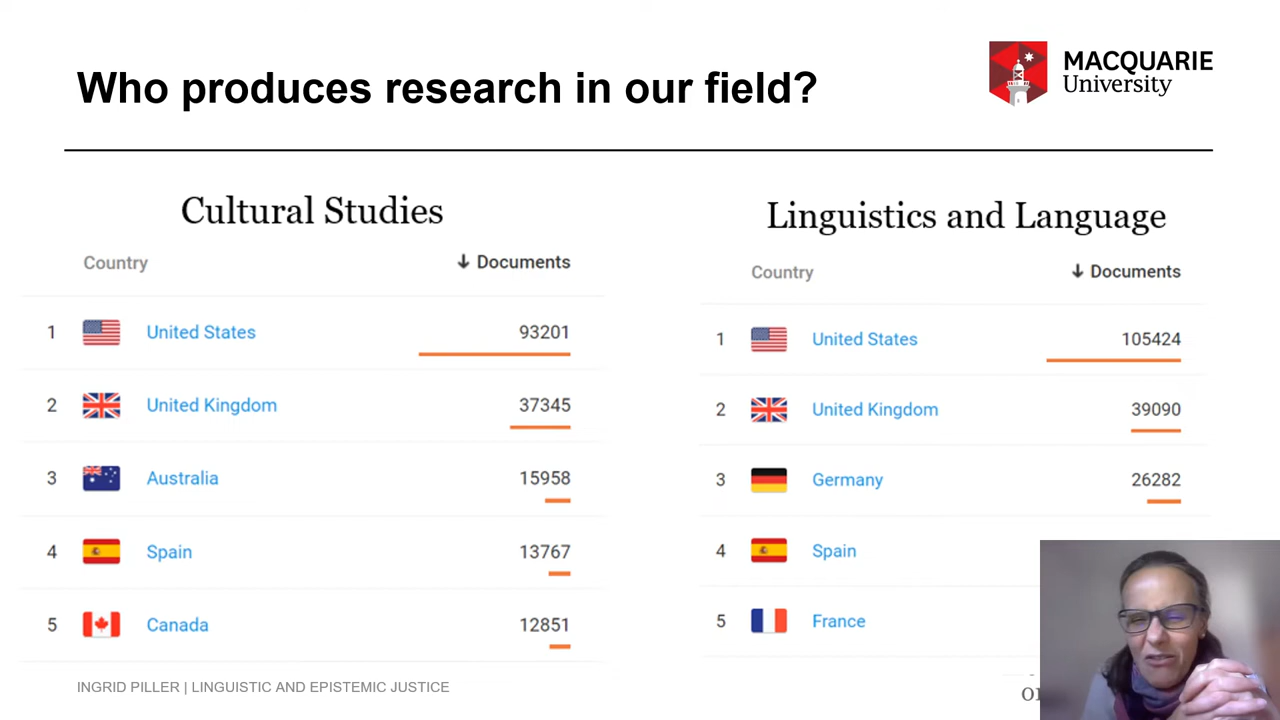 Who produces research in our field?
MACQUARIE
University
Cultural Studies
Country ↓ Documents
1 United States 93201
2 United Kingdom 37345
3 Australia 15958
4 Spain 13767
5 Canada 12851
Linguistics and Language
Country ↓ Documents
1 United States 105424
2 United Kingdom 39090
3 Germany 26282
4 Spain
5 France
INGRID PILLER | LINGUISTIC AND EPISTEMIC JUSTICE